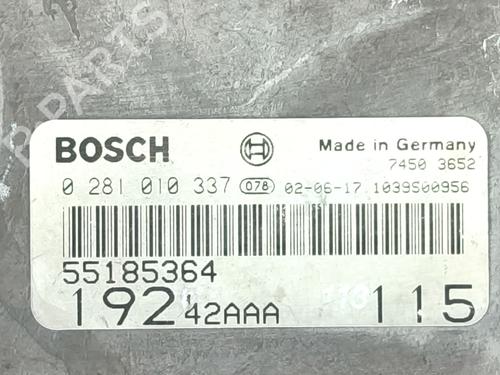 B PARTS
BOSCH Made in Germany
7450 3652
0 281 010 337 078 02-06-17 1039S00956
55185364
192 42AAA 115